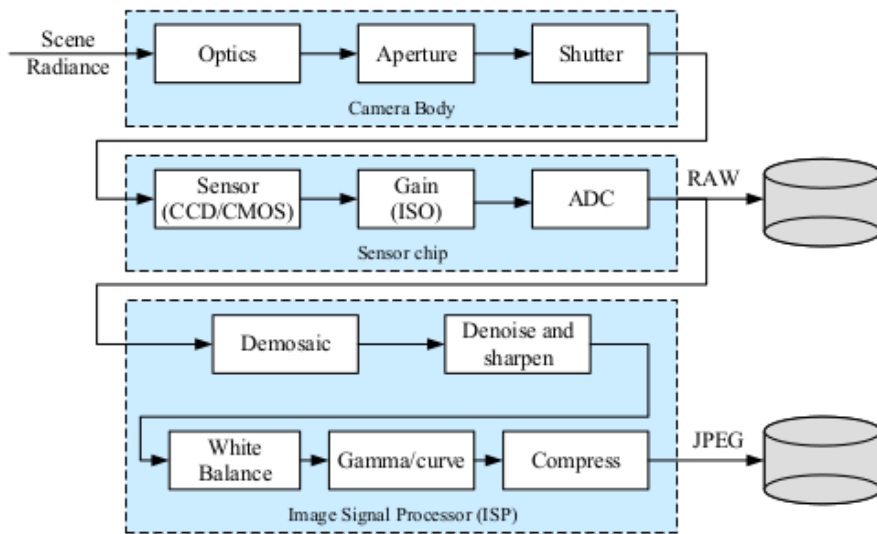 Scene
Radiance
Optics
Aperture
Shutter
Camera Body
Sensor
(CCD/CMOS)
Gain
(ISO)
ADC
RAW
Sensor chip
Demosaic
Denoise and
sharpen
White
Balance
Gamma/curve
Compress
JPEG
Image Signal Processor (ISP)